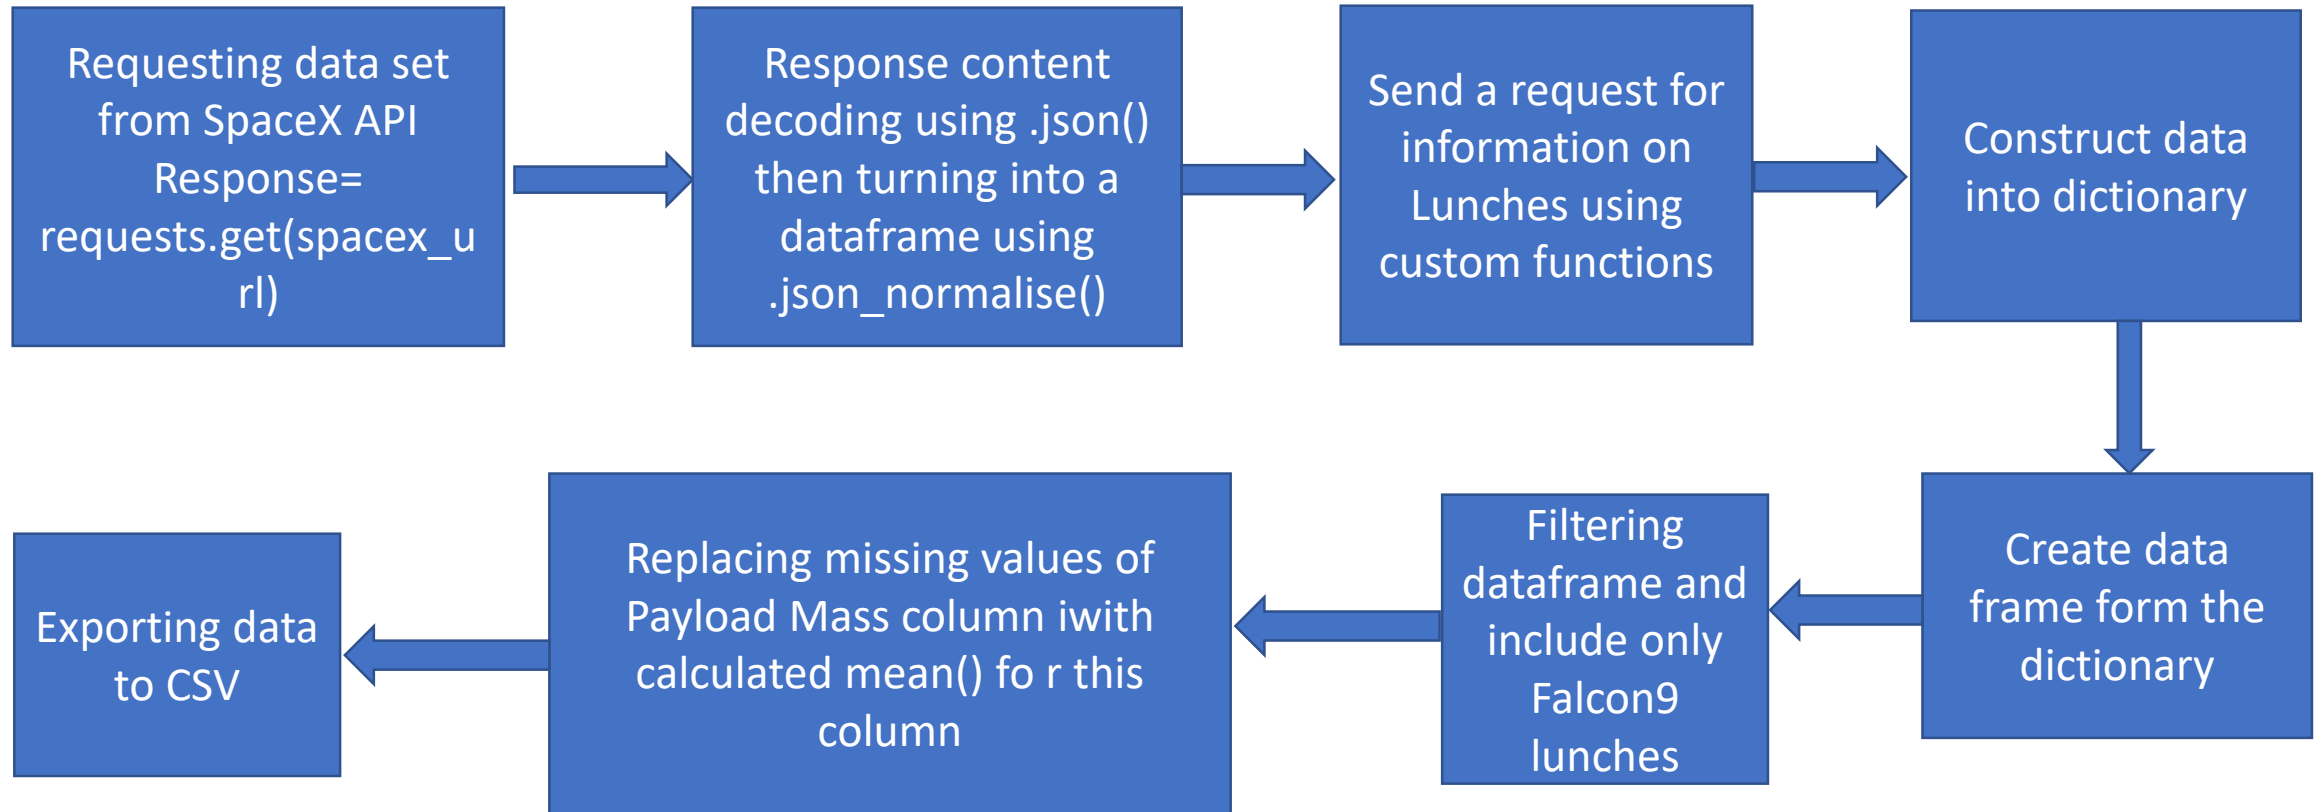 Requesting data set
from SpaceX API
Response=
requests.get(spacex_u
rl)
Response content
decoding using .json()
then turning into a
dataframe using
.json_normalise()
Send a request for
information on
Lunches using
custom functions
Construct data
into dictionary
Create data
frame form the
dictionary
Filtering
dataframe and
include only
Falcon9
lunches
Replacing missing values of
Payload Mass column iwith
calculated mean() fo r this
column
Exporting data
to CSV